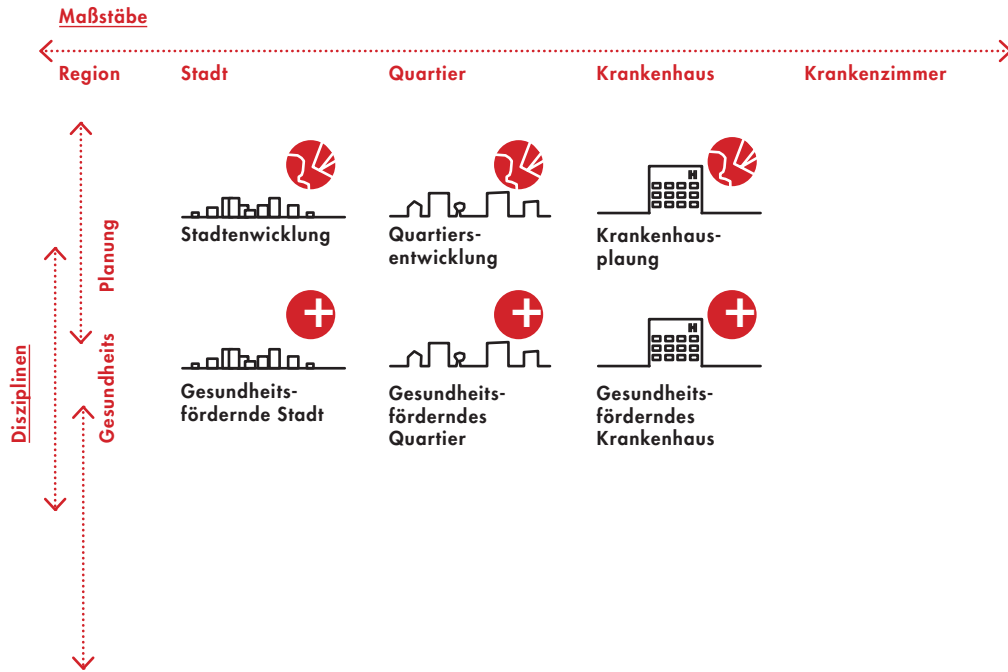 Maßstäbe
Region
Stadt
Quartier
Krankenhaus
Krankenzimmer
Disziplinen
Planung
Gesundheits
H
Stadtenwicklung
Quartiers-
entwicklung
Krankenhaus-
plaung
H
Gesundheits-
fördernde Stadt
Gesundheits-
förderndes
Quartier
Gesundheits-
förderndes
Krankenhaus